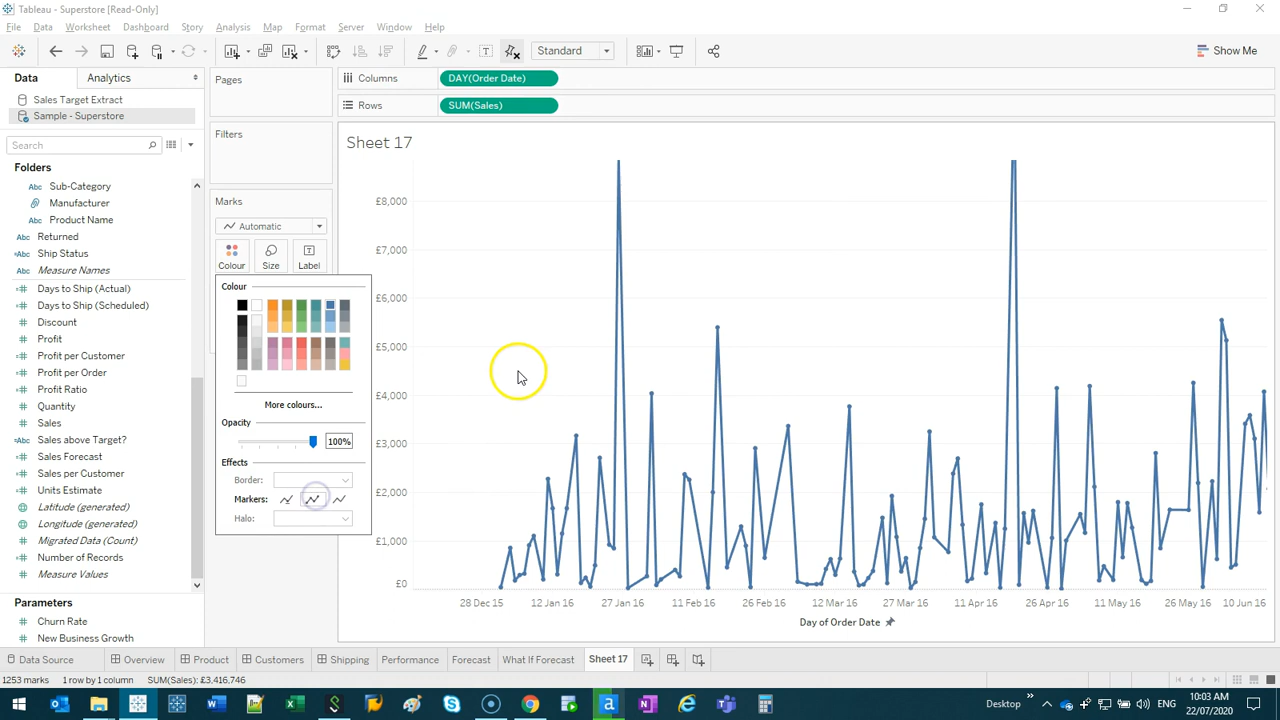 Tableau - Superstore [Read-Only]
File Data Worksheet Dashboard Story Analysis Map Format Server Window Help
Standard
Show Me
Data Analytics
Sales Target Extract
Sample - Superstore
Search
Folders
Abc Sub-Category
Manufacturer
Abc Product Name
Abc Returned
Abc Ship Status
Abc Measure Names
Days to Ship (Actual)
Days to Ship (Scheduled)
Discount
Profit
Profit per Customer
Profit per Order
Profit Ratio
Quantity
Sales
Abc Sales above Target?
Sales Forecast
Sales per Customer
Units Estimate
Latitude (generated)
Longitude (generated)
Migrated Data (Count)
Number of Records
Measure Values
Parameters
Churn Rate
New Business Growth
Pages
Filters
Marks
Automatic
Colour Size Label
Colour
More colours...
Opacity
100%
Effects
Border:
Markers:
Halo:
Columns DAY(Order Date)
Rows SUM(Sales)
Sheet 17
£8,000
£7,000
£6,000
£5,000
£4,000
£3,000
£2,000
£1,000
£0
28 Dec 15 12 Jan 16 27 Jan 16 11 Feb 16 26 Feb 16 12 Mar 16 27 Mar 16 11 Apr 16 26 Apr 16 11 May 16 26 May 16 10 Jun 16
Day of Order Date
Data Source Overview Product Customers Shipping Performance Forecast What If Forecast Sheet 17
1253 marks 1 row by 1 column SUM(Sales): £3,416,746
Desktop
ENG
10:03 AM
22/07/2020